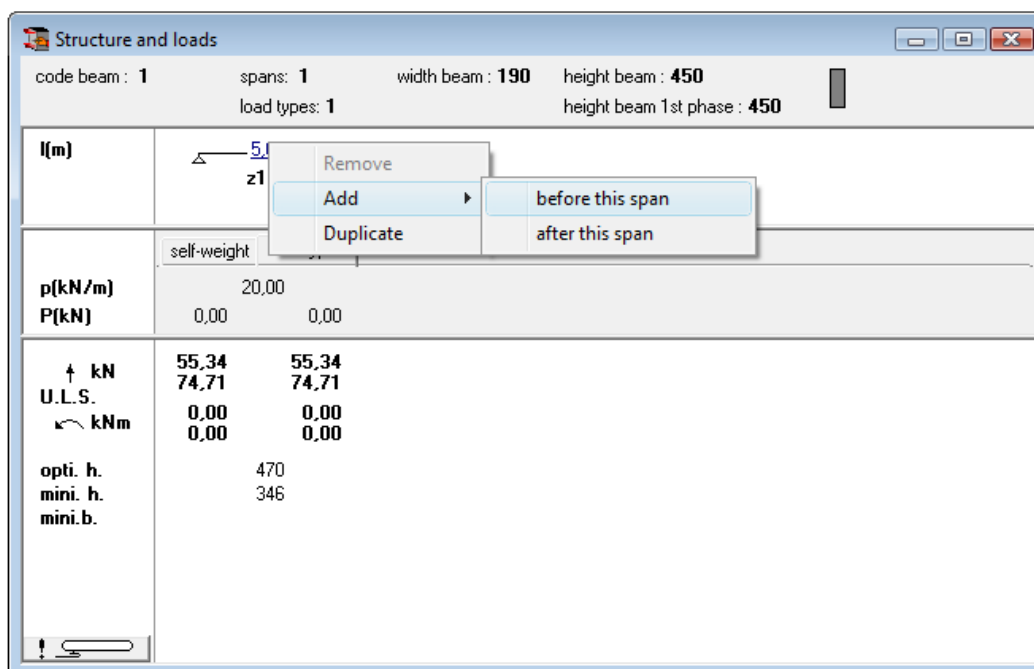 Structure and loads
code beam : 1 spans: 1 width beam : 190 height beam : 450
load types: 1 height beam 1st phase : 450
l(m) 5,
Remove
z1
Add before this span
Duplicate after this span
self-weight
p(kN/m) 20,00
P(kN) 0,00 0,00
55,34 55,34
kN
74,71 74,71
U.L.S.
0,00 0,00
kNm
0,00 0,00
opti. h. 470
mini. h. 346
mini.b.